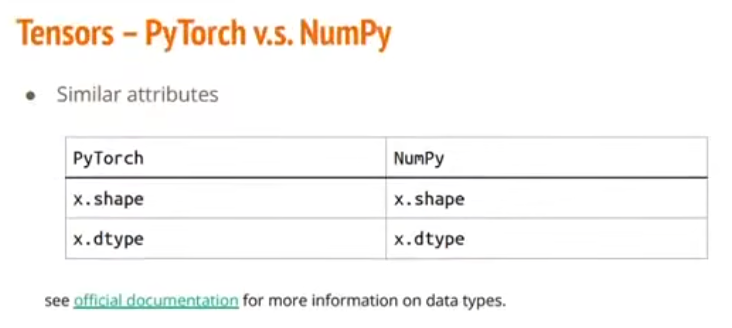 Tensors – PyTorch v.s. NumPy
● Similar attributes
PyTorch NumPy
x.shape x.shape
x.dtype x.dtype
see official documentation for more information on data types.